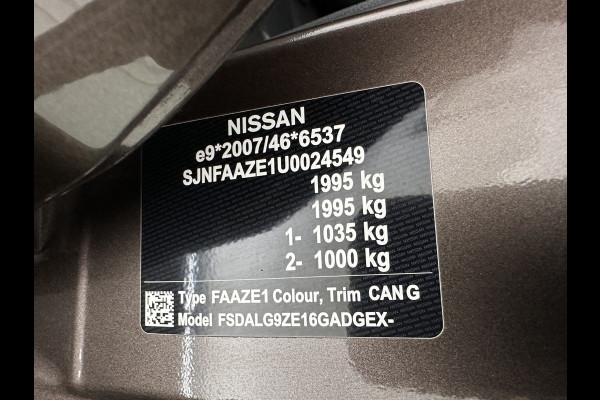 NISSAN
e9*2007/46*6537
SJNFAAZE1U0024549
1995 kg
1995 kg
1- 1035 kg
2- 1000 kg
Type FAAZE1 Colour, Trim CAN G
Model FSDALG9ZE16GADGEX-